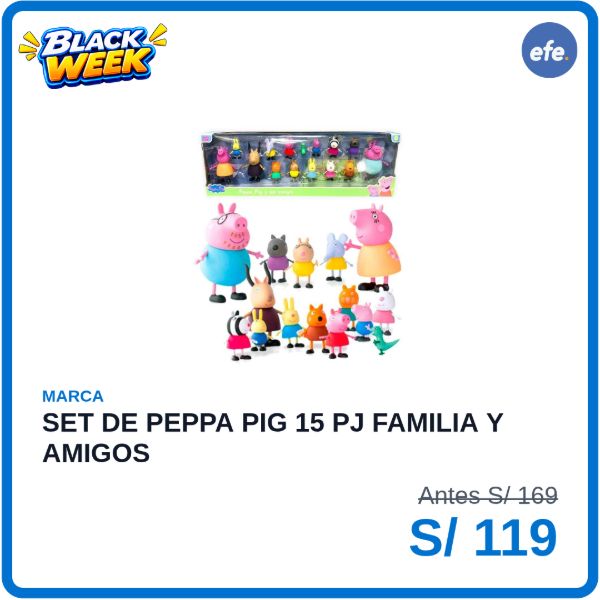 BLACK
WEEK
efe.
MARCA
SET DE PEPPA PIG 15 PJ FAMILIA Y
AMIGOS
Antes S/ 169
S/ 119